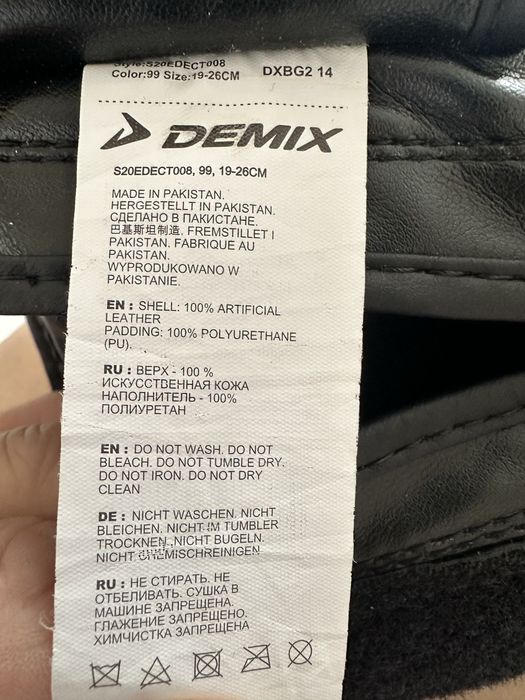 Style:S20EDECT008
Color:99 Size:19-26CM DXBG2 14
DEMIX
S20EDECT008, 99, 19-26CM
MADE IN PAKISTAN.
HERGESTELLT IN PAKISTAN.
СДЕЛАНО В ПАКИСТАНЕ.
巴基斯坦制造. FREMSTILLET I
PAKISTAN. FABRIQUE AU
PAKISTAN.
WYPRODUKOWANO W
PAKISTANIE.
EN : SHELL: 100% ARTIFICIAL
LEATHER
PADDING: 100% POLYURETHANE
(PU).
RU : ВЕРХ - 100 %
ИСКУССТВЕННАЯ КОЖА
НАПОЛНИТЕЛЬ - 100%
ПОЛИУРЕТАН
EN : DO NOT WASH. DO NOT
BLEACH. DO NOT TUMBLE DRY.
DO NOT IRON. DO NOT DRY
CLEAN
DE : NICHT WASCHEN. NICHT
BLEICHEN. NICHT IM TUMBLER
TROCKNEN. NICHT BUGELN.
NICHT CHEMISCHREINIGEN.
RU : НЕ СТИРАТЬ. НЕ
ОТБЕЛИВАТЬ. СУШКА В
МАШИНЕ ЗАПРЕЩЕНА.
ГЛАЖЕНИЕ ЗАПРЕЩЕНО.
ХИМЧИСТКА ЗАПРЕЩЕНА